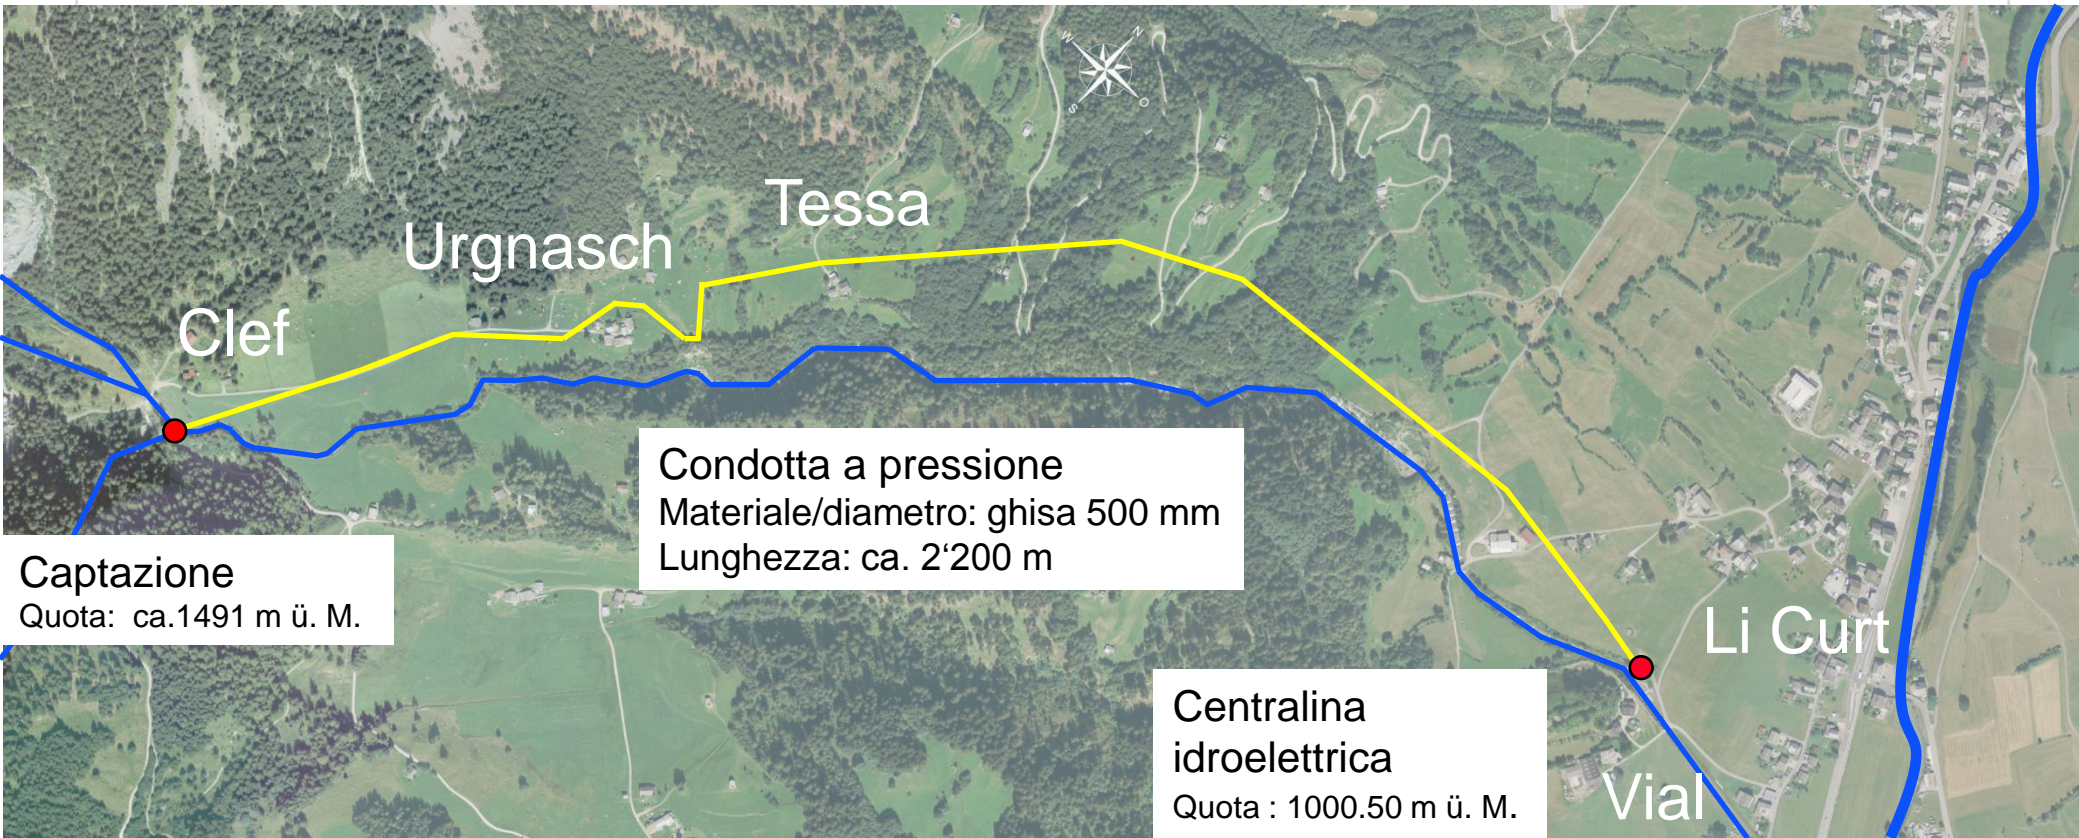 W N
S O
Tessa
Urgnasch
Clef
Condotta a pressione
Materiale/diametro: ghisa 500 mm
Lunghezza: ca. 2‘200 m
Captazione
Quota: ca.1491 m ü. M.
Li Curt
Centralina
idroelettrica
Quota : 1000.50 m ü. M.
Vial